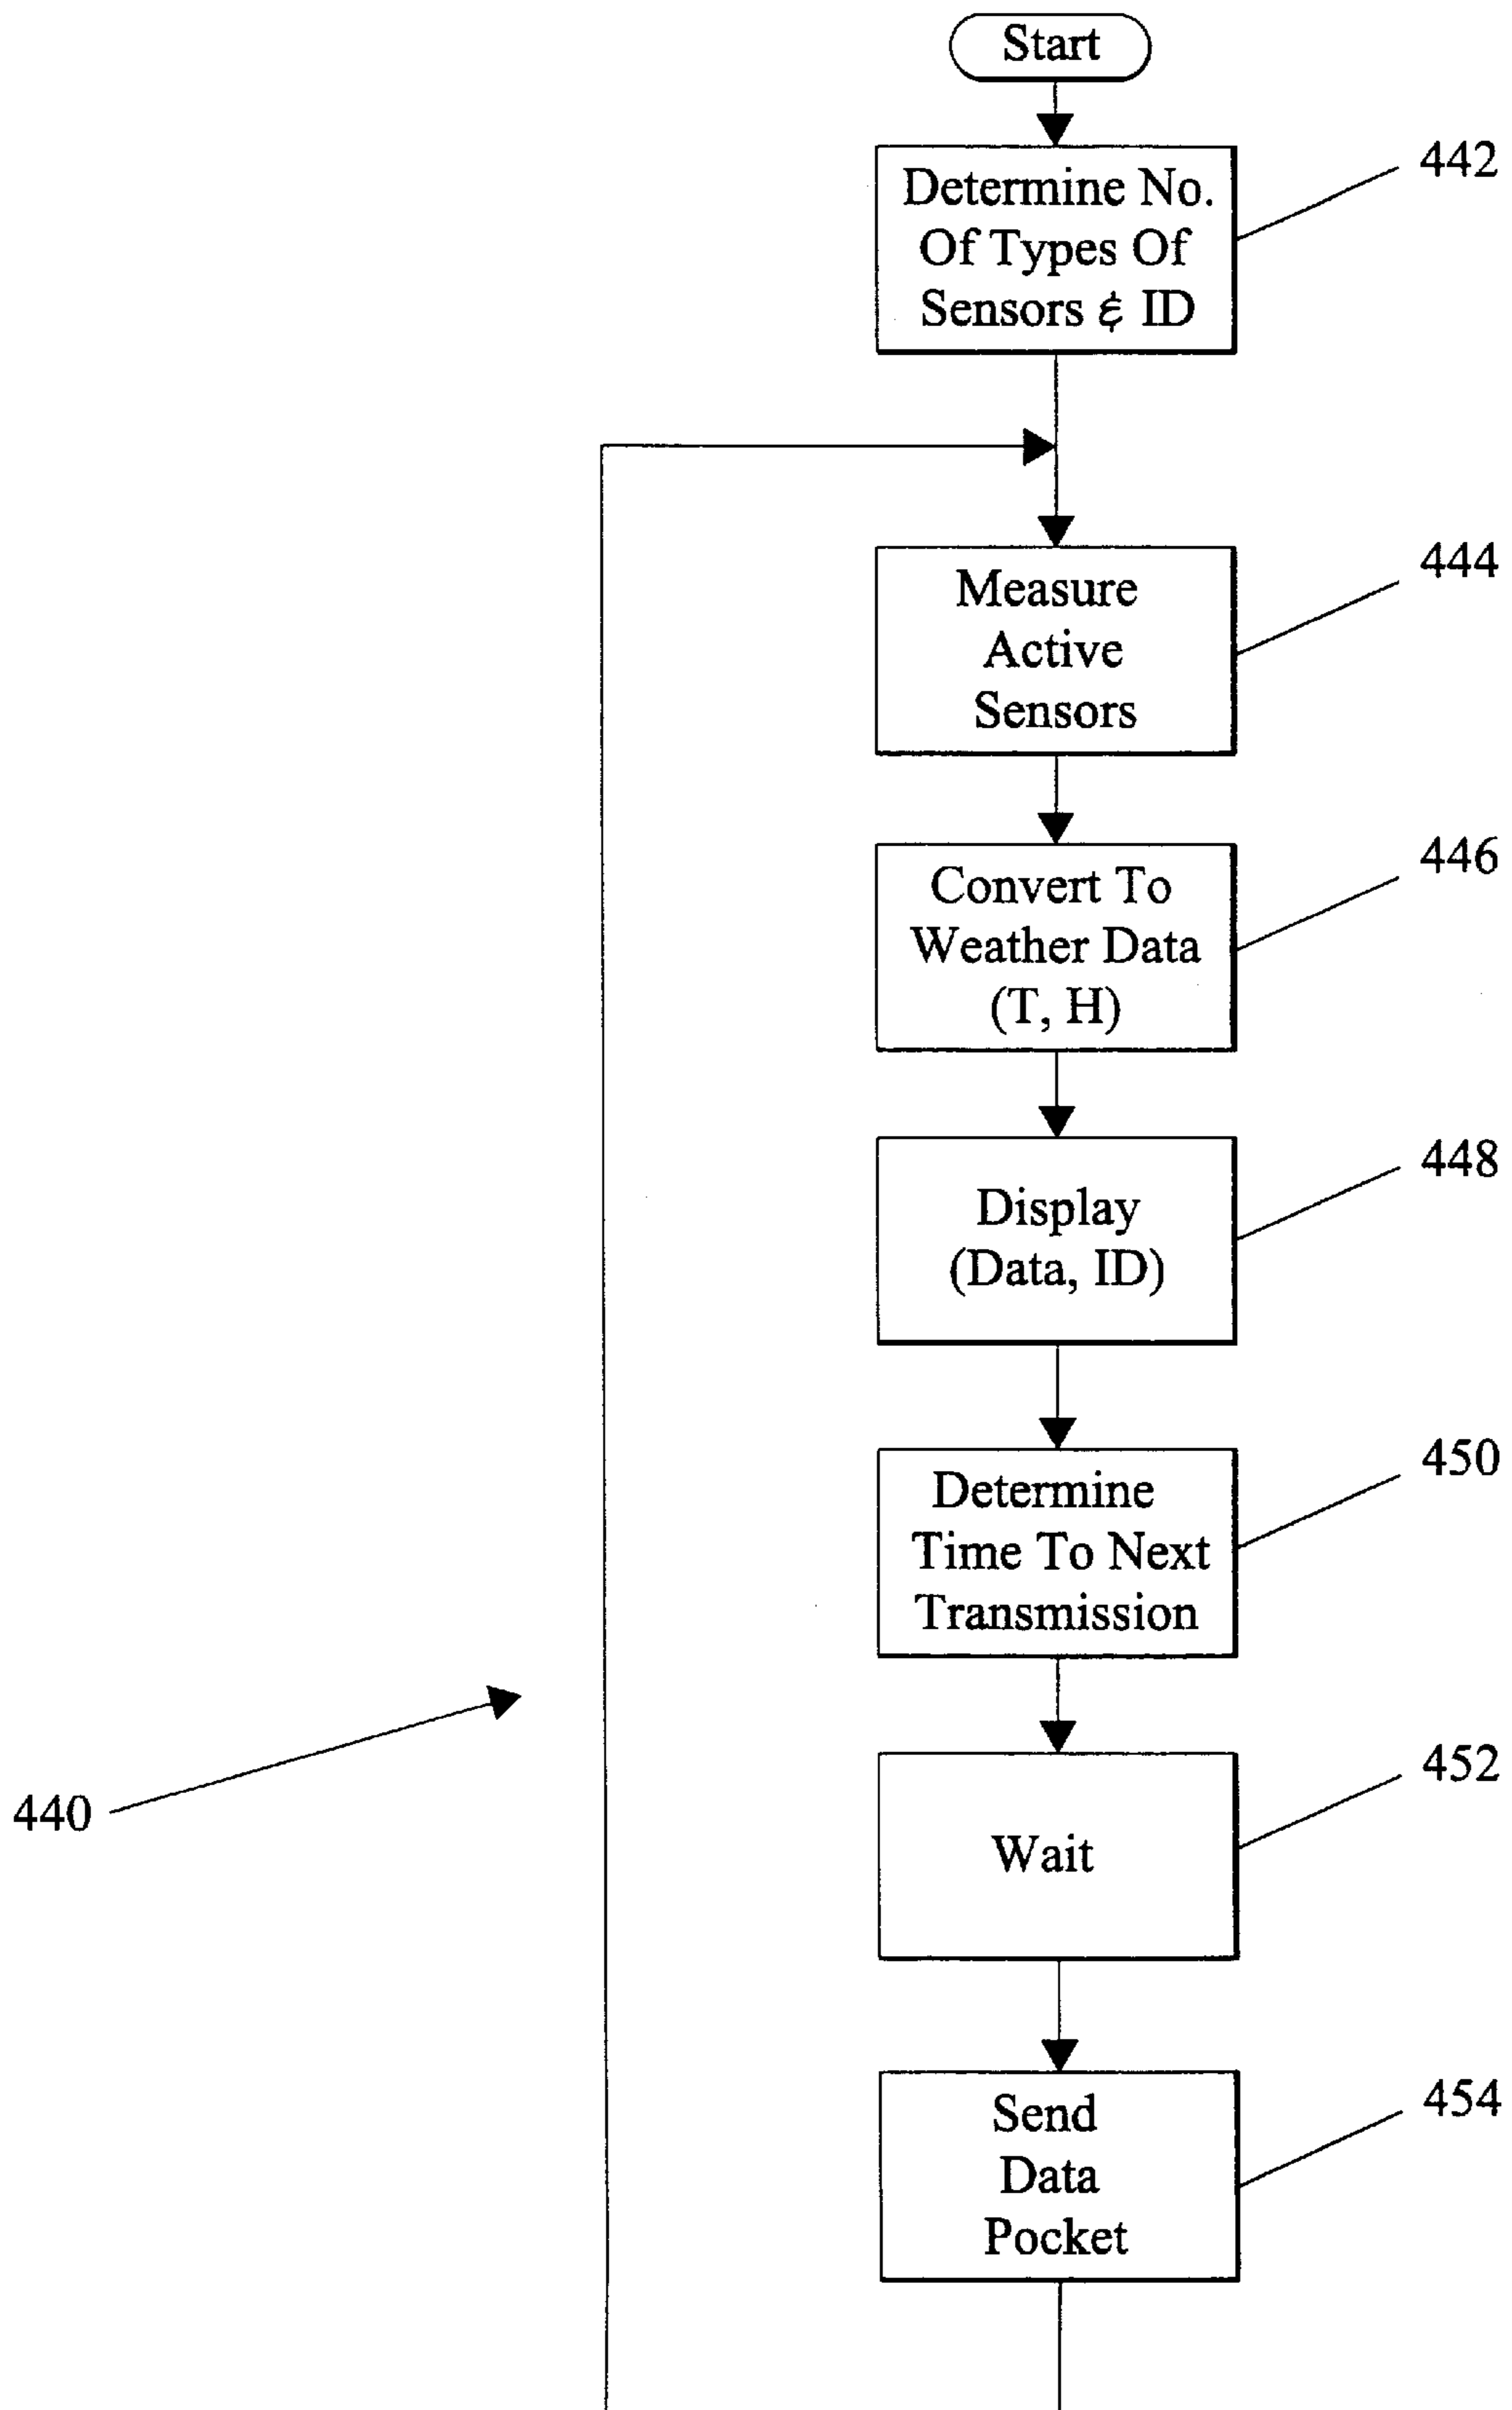 Start
442
Determine No.
Of Types Of
Sensors & ID
444
Measure
Active
Sensors
446
Convert To
Weather Data
(T, H)
448
Display
(Data, ID)
450
Determine
Time To Next
Transmission
440
452
Wait
454
Send
Data
Pocket